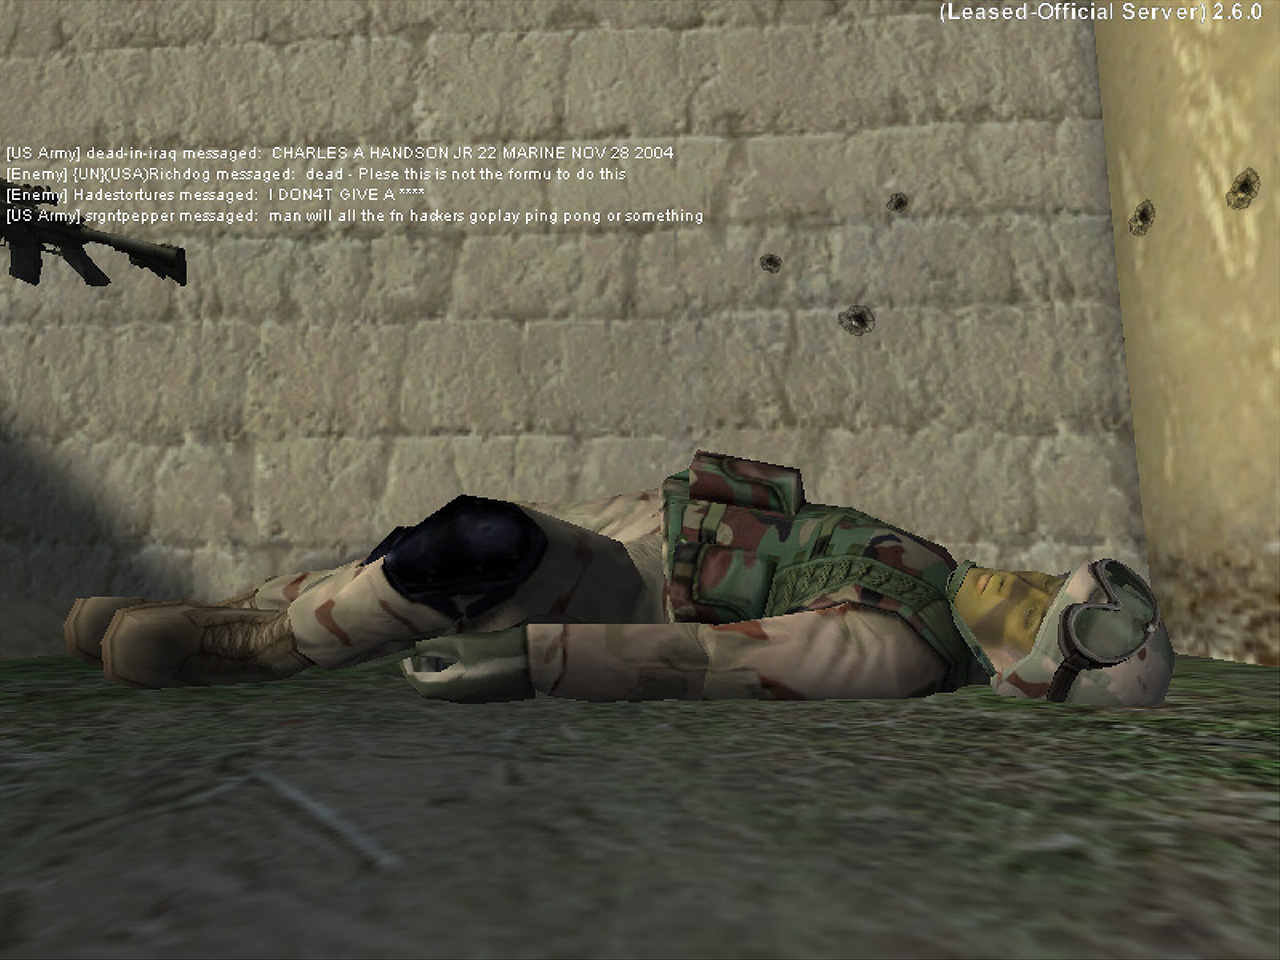 (Leased-Official Server) 2.6.0
[US Army] dead-in-iraq messaged: CHARLES A HANDSON JR 22 MARINE NOV 28 2004
[Enemy] {UN}(USA)Richdog messaged: dead - Plese this is not the formu to do this
[Enemy] Hadestortures messaged: I DON4T GIVE A ****
[US Army] srgntpepper messaged: man will all the fn hackers goplay ping pong or something